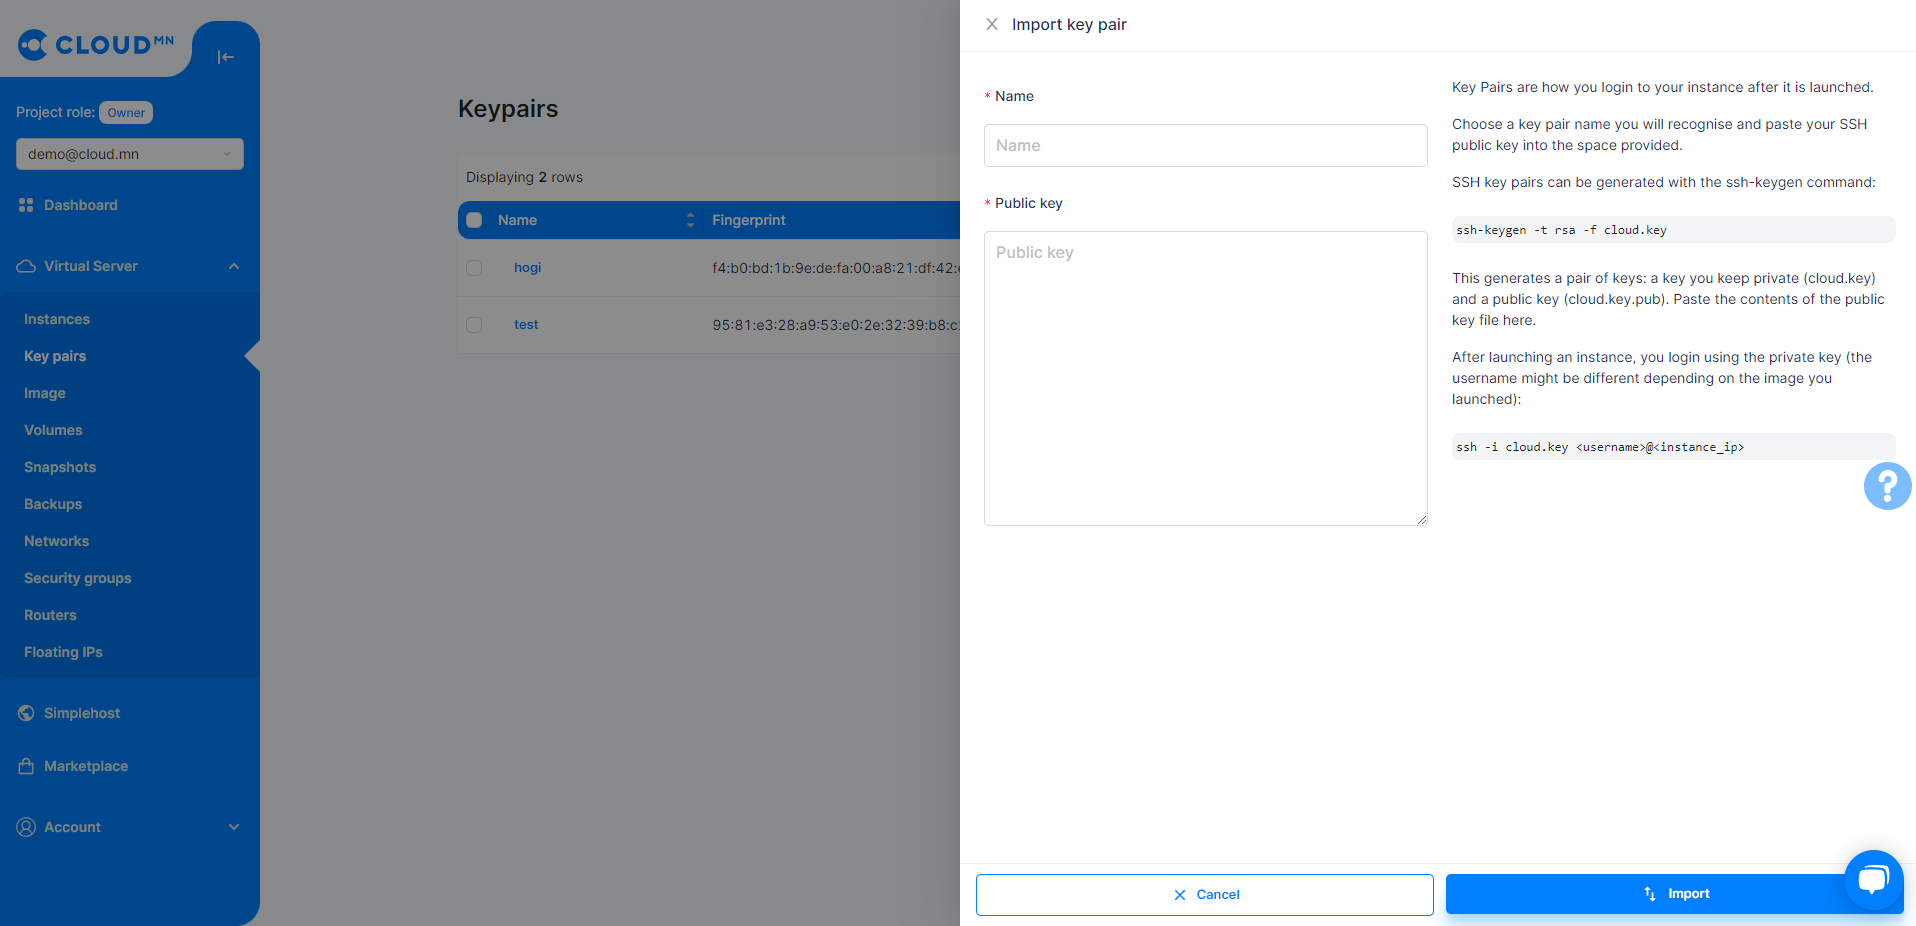 CLOUD MN
Project role: Owner
demo@cloud.mn
Dashboard
Virtual Server
Instances
Key pairs
Image
Volumes
Snapshots
Backups
Networks
Security groups
Routers
Floating IPs
Simplehost
Marketplace
Account
Keypairs
Displaying 2 rows
Name Fingerprint
hogi f4:b0:bd:1b:9e:de:fa:00:a8:21:df:42:
test 95:81:e3:28:a9:53:e0:2e:32:39:b8:
Import key pair
* Name
Name
* Public key
Public key
Key Pairs are how you login to your instance after it is launched.
Choose a key pair name you will recognise and paste your SSH
public key into the space provided.
SSH key pairs can be generated with the ssh-keygen command:
ssh-keygen -t rsa -f cloud.key
This generates a pair of keys: a key you keep private (cloud.key)
and a public key (cloud.key.pub). Paste the contents of the public
key file here.
After launching an instance, you login using the private key (the
username might be different depending on the image you
launched):
ssh -i cloud.key <username>@<instance_ip>
?
Cancel
Import